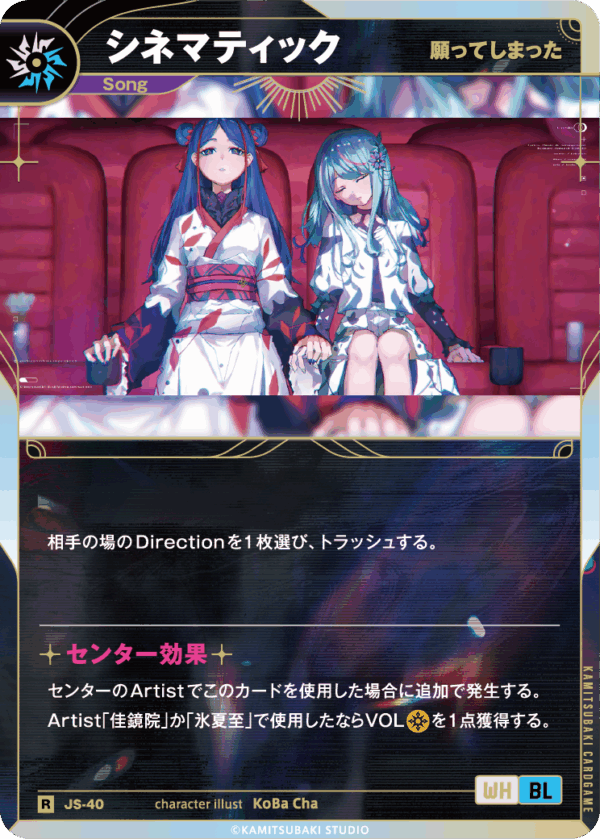 シネマティック
願ってしまった
Song
相手の場のDirectionを1枚選び、トラッシュする。
センター効果
センターのArtistでこのカードを使用した場合に追加で発生する。
Artist「佳鏡院」か「氷夏至」で使用したならVOLを1点獲得する。
R JS-40 character illust KoBa Cha
WH BL
KAMITSUBAKI CARDGAME
©KAMITSUBAKI STUDIO